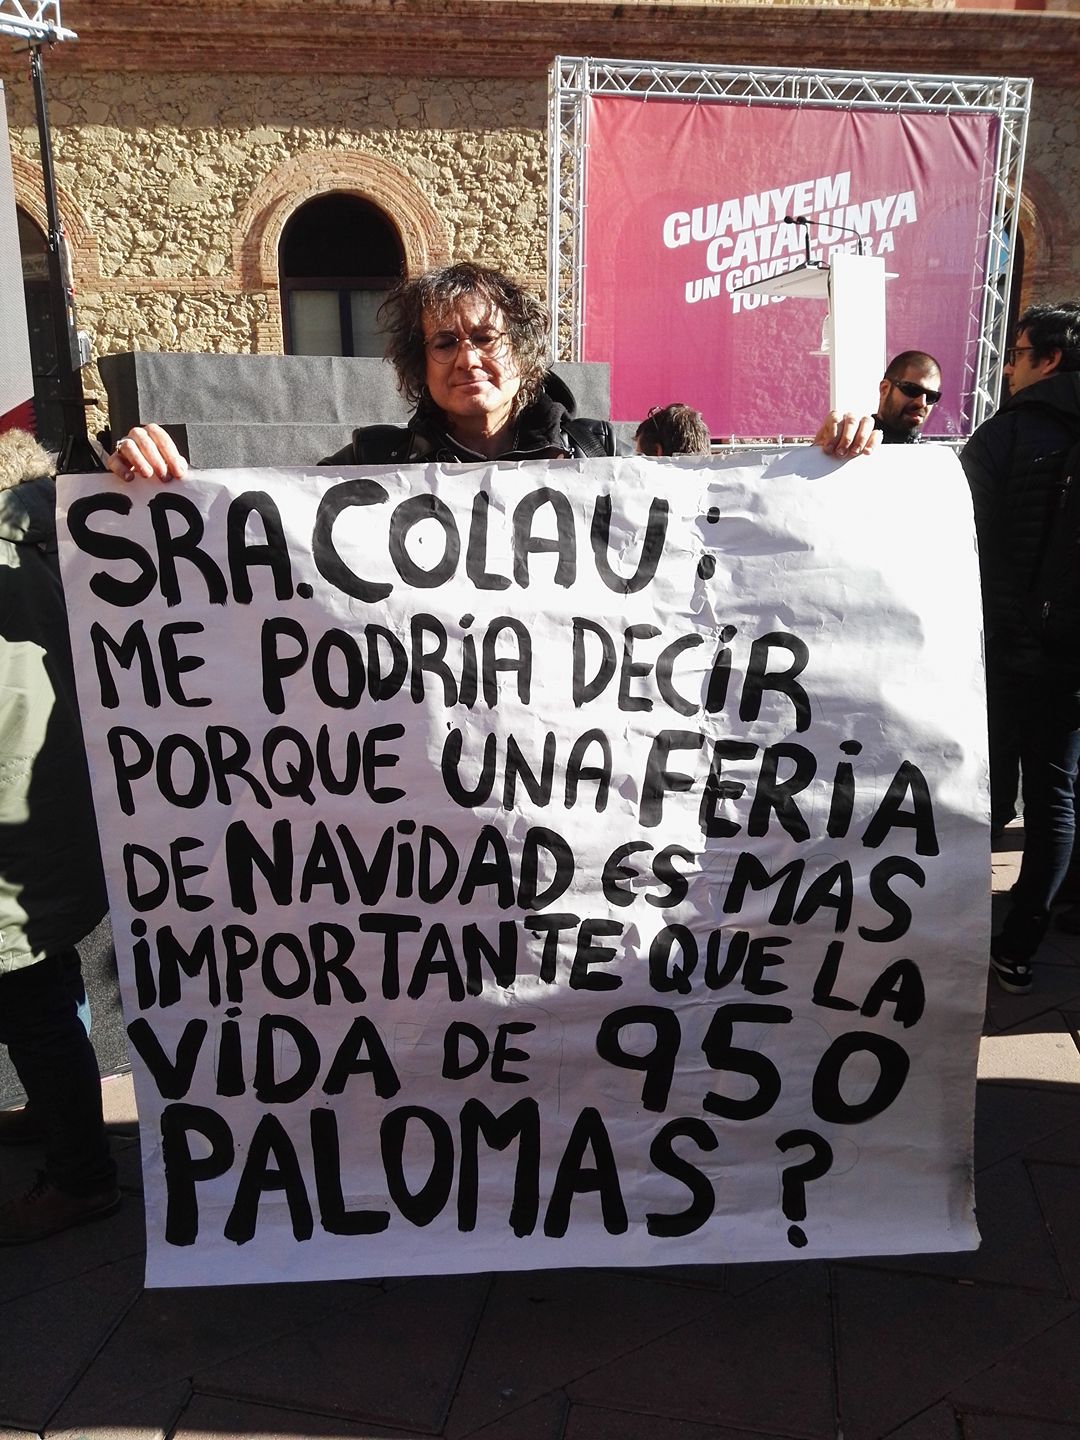 GUANYEM
CATALUNYA
UN GOVERN PER A
SRA. COLAU:
ME PODRiA DECiR
PORQUE UNA FERiA
DE NAViDAD ES MAS
iMPORTANTE QUE LA
ViDA DE 950
PALOMAS?